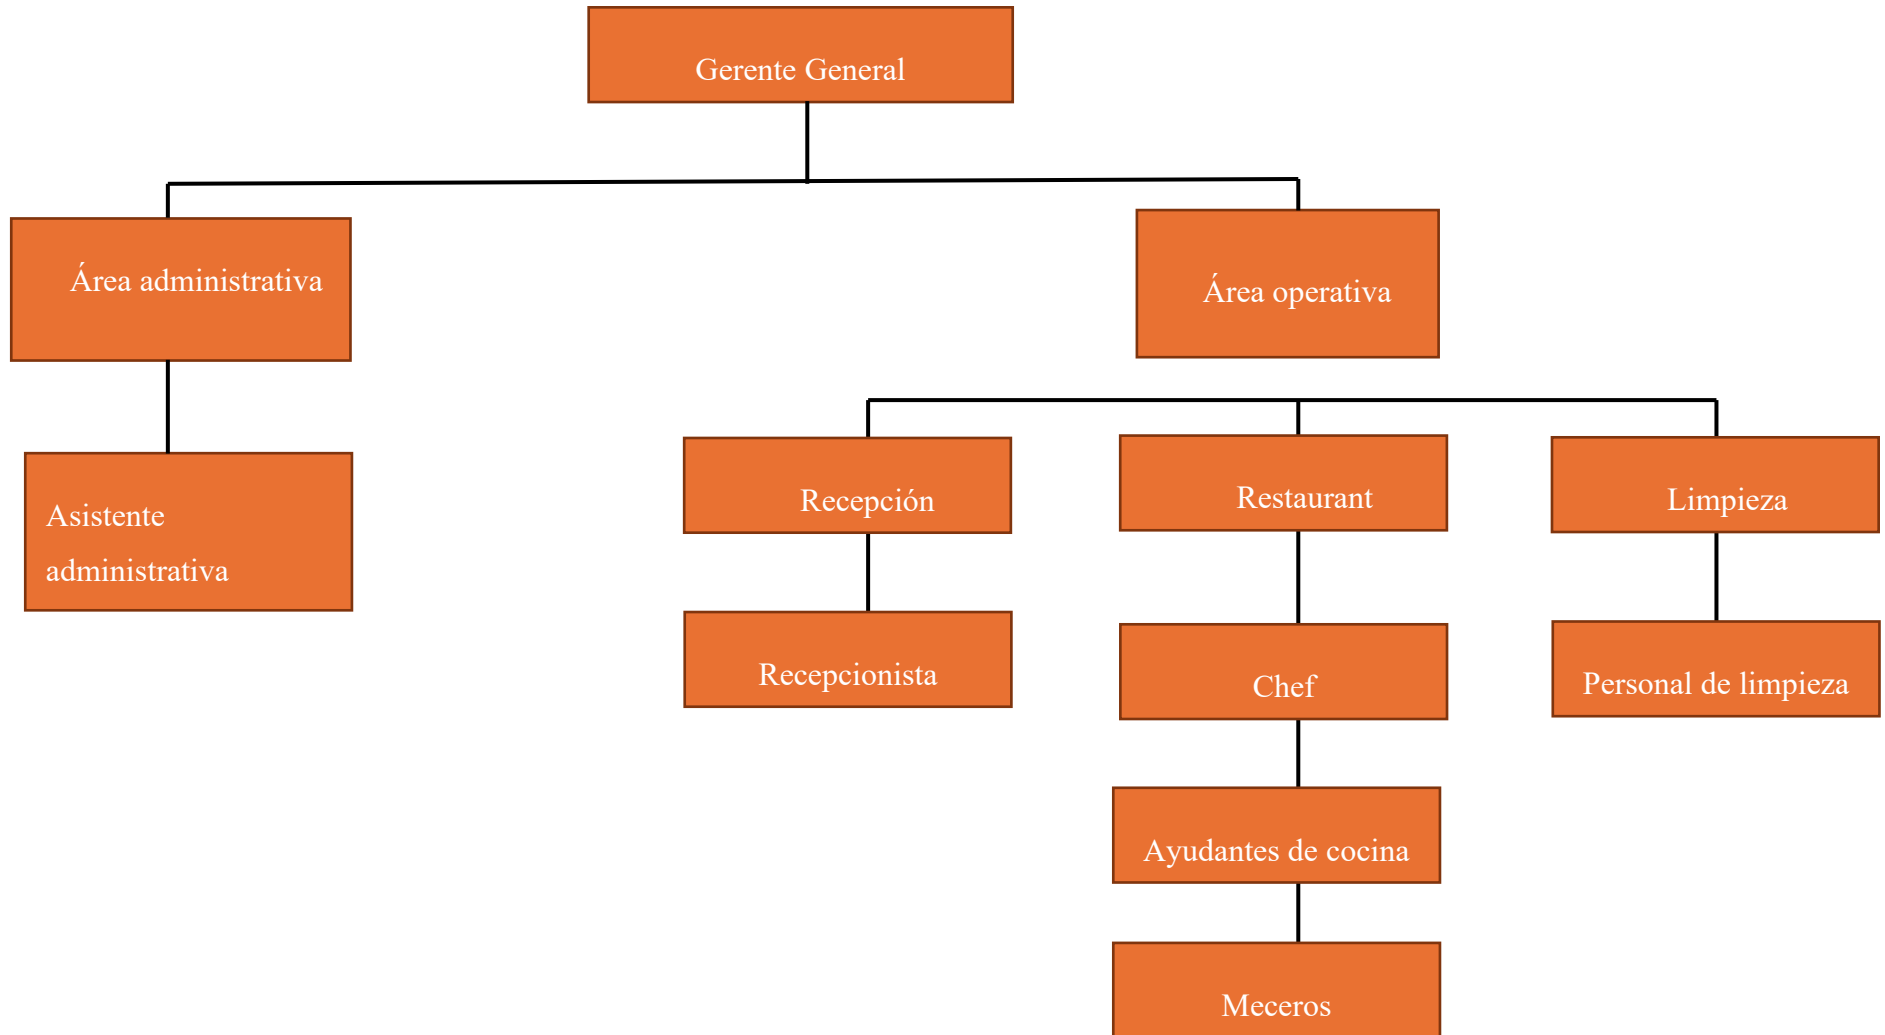 Gerente General
Área administrativa
Área operativa
Asistente
administrativa
Recepción
Restaurant
Limpieza
Recepcionista
Chef
Personal de limpieza
Ayudantes de cocina
Meceros